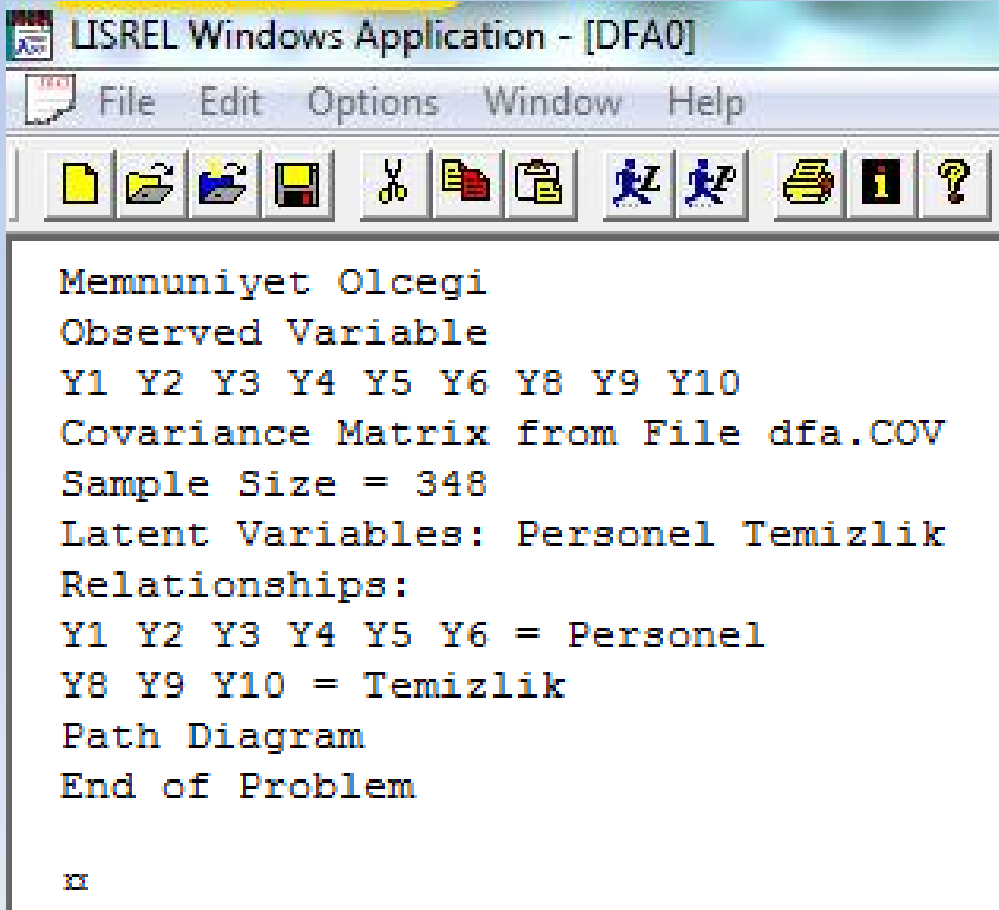 LISREL Windows Application - [DFA0]
File Edit Options Window Help
Memnuniyet Olcegi
Observed Variable
Y1 Y2 Y3 Y4 Y5 Y6 Y8 Y9 Y10
Covariance Matrix from File dfa.COV
Sample Size = 348
Latent Variables: Personel Temizlik
Relationships:
Y1 Y2 Y3 Y4 Y5 Y6 = Personel
Y8 Y9 Y10 = Temizlik
Path Diagram
End of Problem
¤